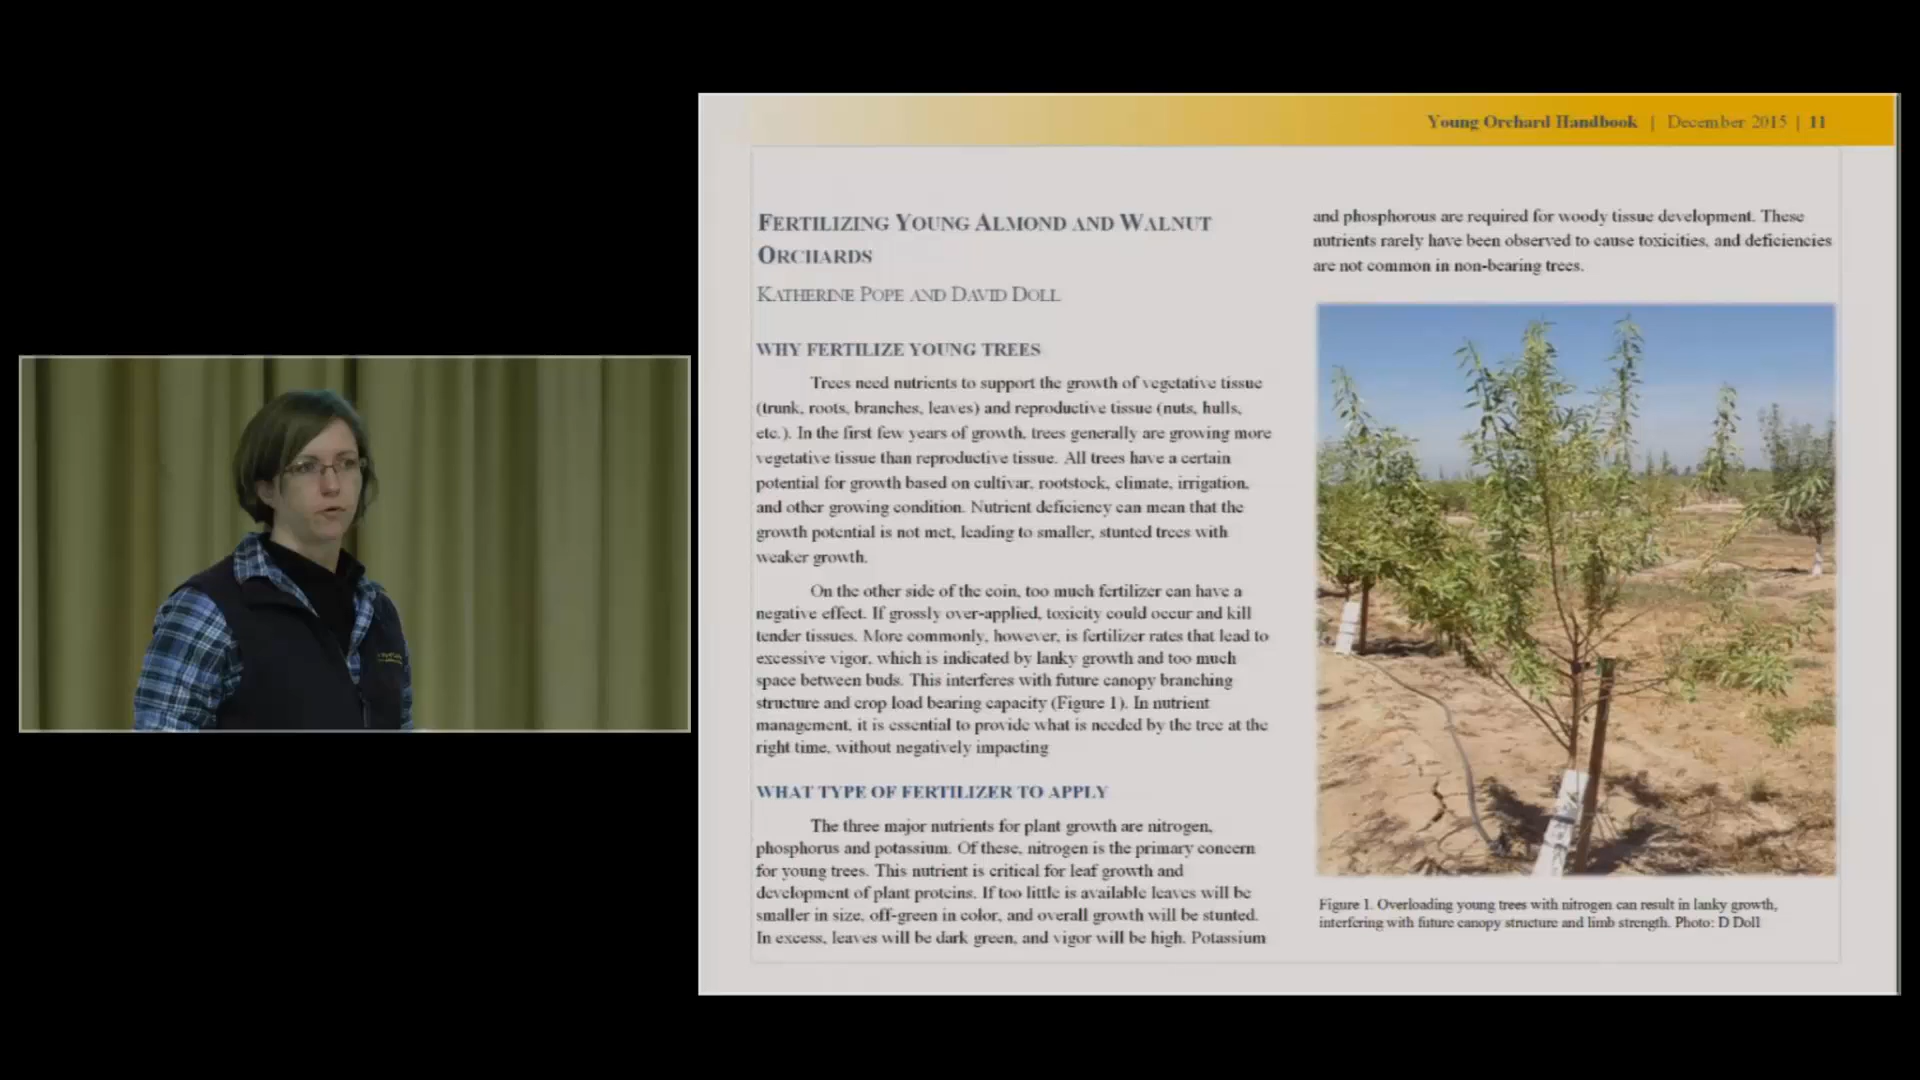 Young Orchard Handbook | December 2015 | 11
FERTILIZING YOUNG ALMOND AND WALNUT
ORCHARDS
KATHERINE POPE AND DAVID DOLL
WHY FERTILIZE YOUNG TREES
Trees need nutrients to support the growth of vegetative tissue
(trunk, roots, branches, leaves) and reproductive tissue (nuts, hulls,
etc.). In the first few years of growth, trees generally are growing more
vegetative tissue than reproductive tissue. All trees have a certain
potential for growth based on cultivar, rootstock, climate, irrigation,
and other growing condition. Nutrient deficiency can mean that the
growth potential is not met, leading to smaller, stunted trees with
weaker growth.
On the other side of the coin, too much fertilizer can have a
negative effect. If grossly over-applied, toxicity could occur and kill
tender tissues. More commonly, however, is fertilizer rates that lead to
excessive vigor, which is indicated by lanky growth and too much
space between buds. This interferes with future canopy branching
structure and crop load bearing capacity (Figure 1). In nutrient
management, it is essential to provide what is needed by the tree at the
right time, without negatively impacting
WHAT TYPE OF FERTILIZER TO APPLY
The three major nutrients for plant growth are nitrogen,
phosphorus and potassium. Of these, nitrogen is the primary concern
for young trees. This nutrient is critical for leaf growth and
development of plant proteins. If too little is available leaves will be
smaller in size, off-green in color, and overall growth will be stunted.
In excess, leaves will be dark green, and vigor will be high. Potassium
and phosphorous are required for woody tissue development. These
nutrients rarely have been observed to cause toxicities, and deficiencies
are not common in non-bearing trees.
Figure 1. Overloading young trees with nitrogen can result in lanky growth,
interfering with future canopy structure and limb strength. Photo: D Doll